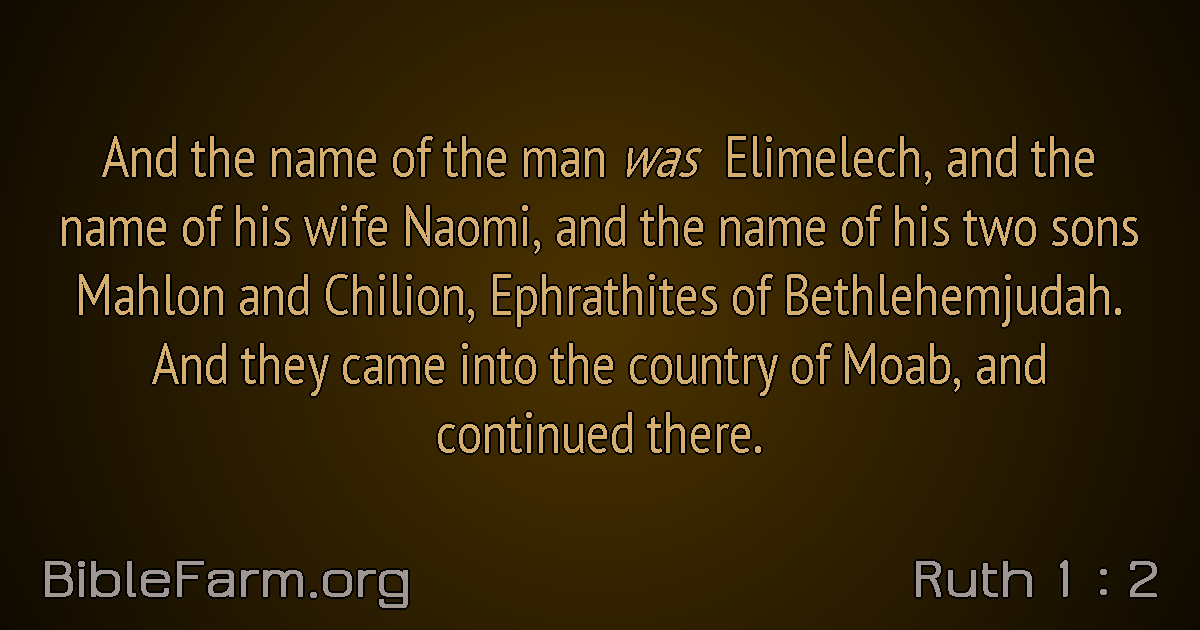 And the name of the man was Elimelech, and the
name of his wife Naomi, and the name of his two sons
Mahlon and Chilion, Ephrathites of Bethlehemjudah.
And they came into the country of Moab, and
continued there.
BibleFarm.org
Ruth 1 : 2